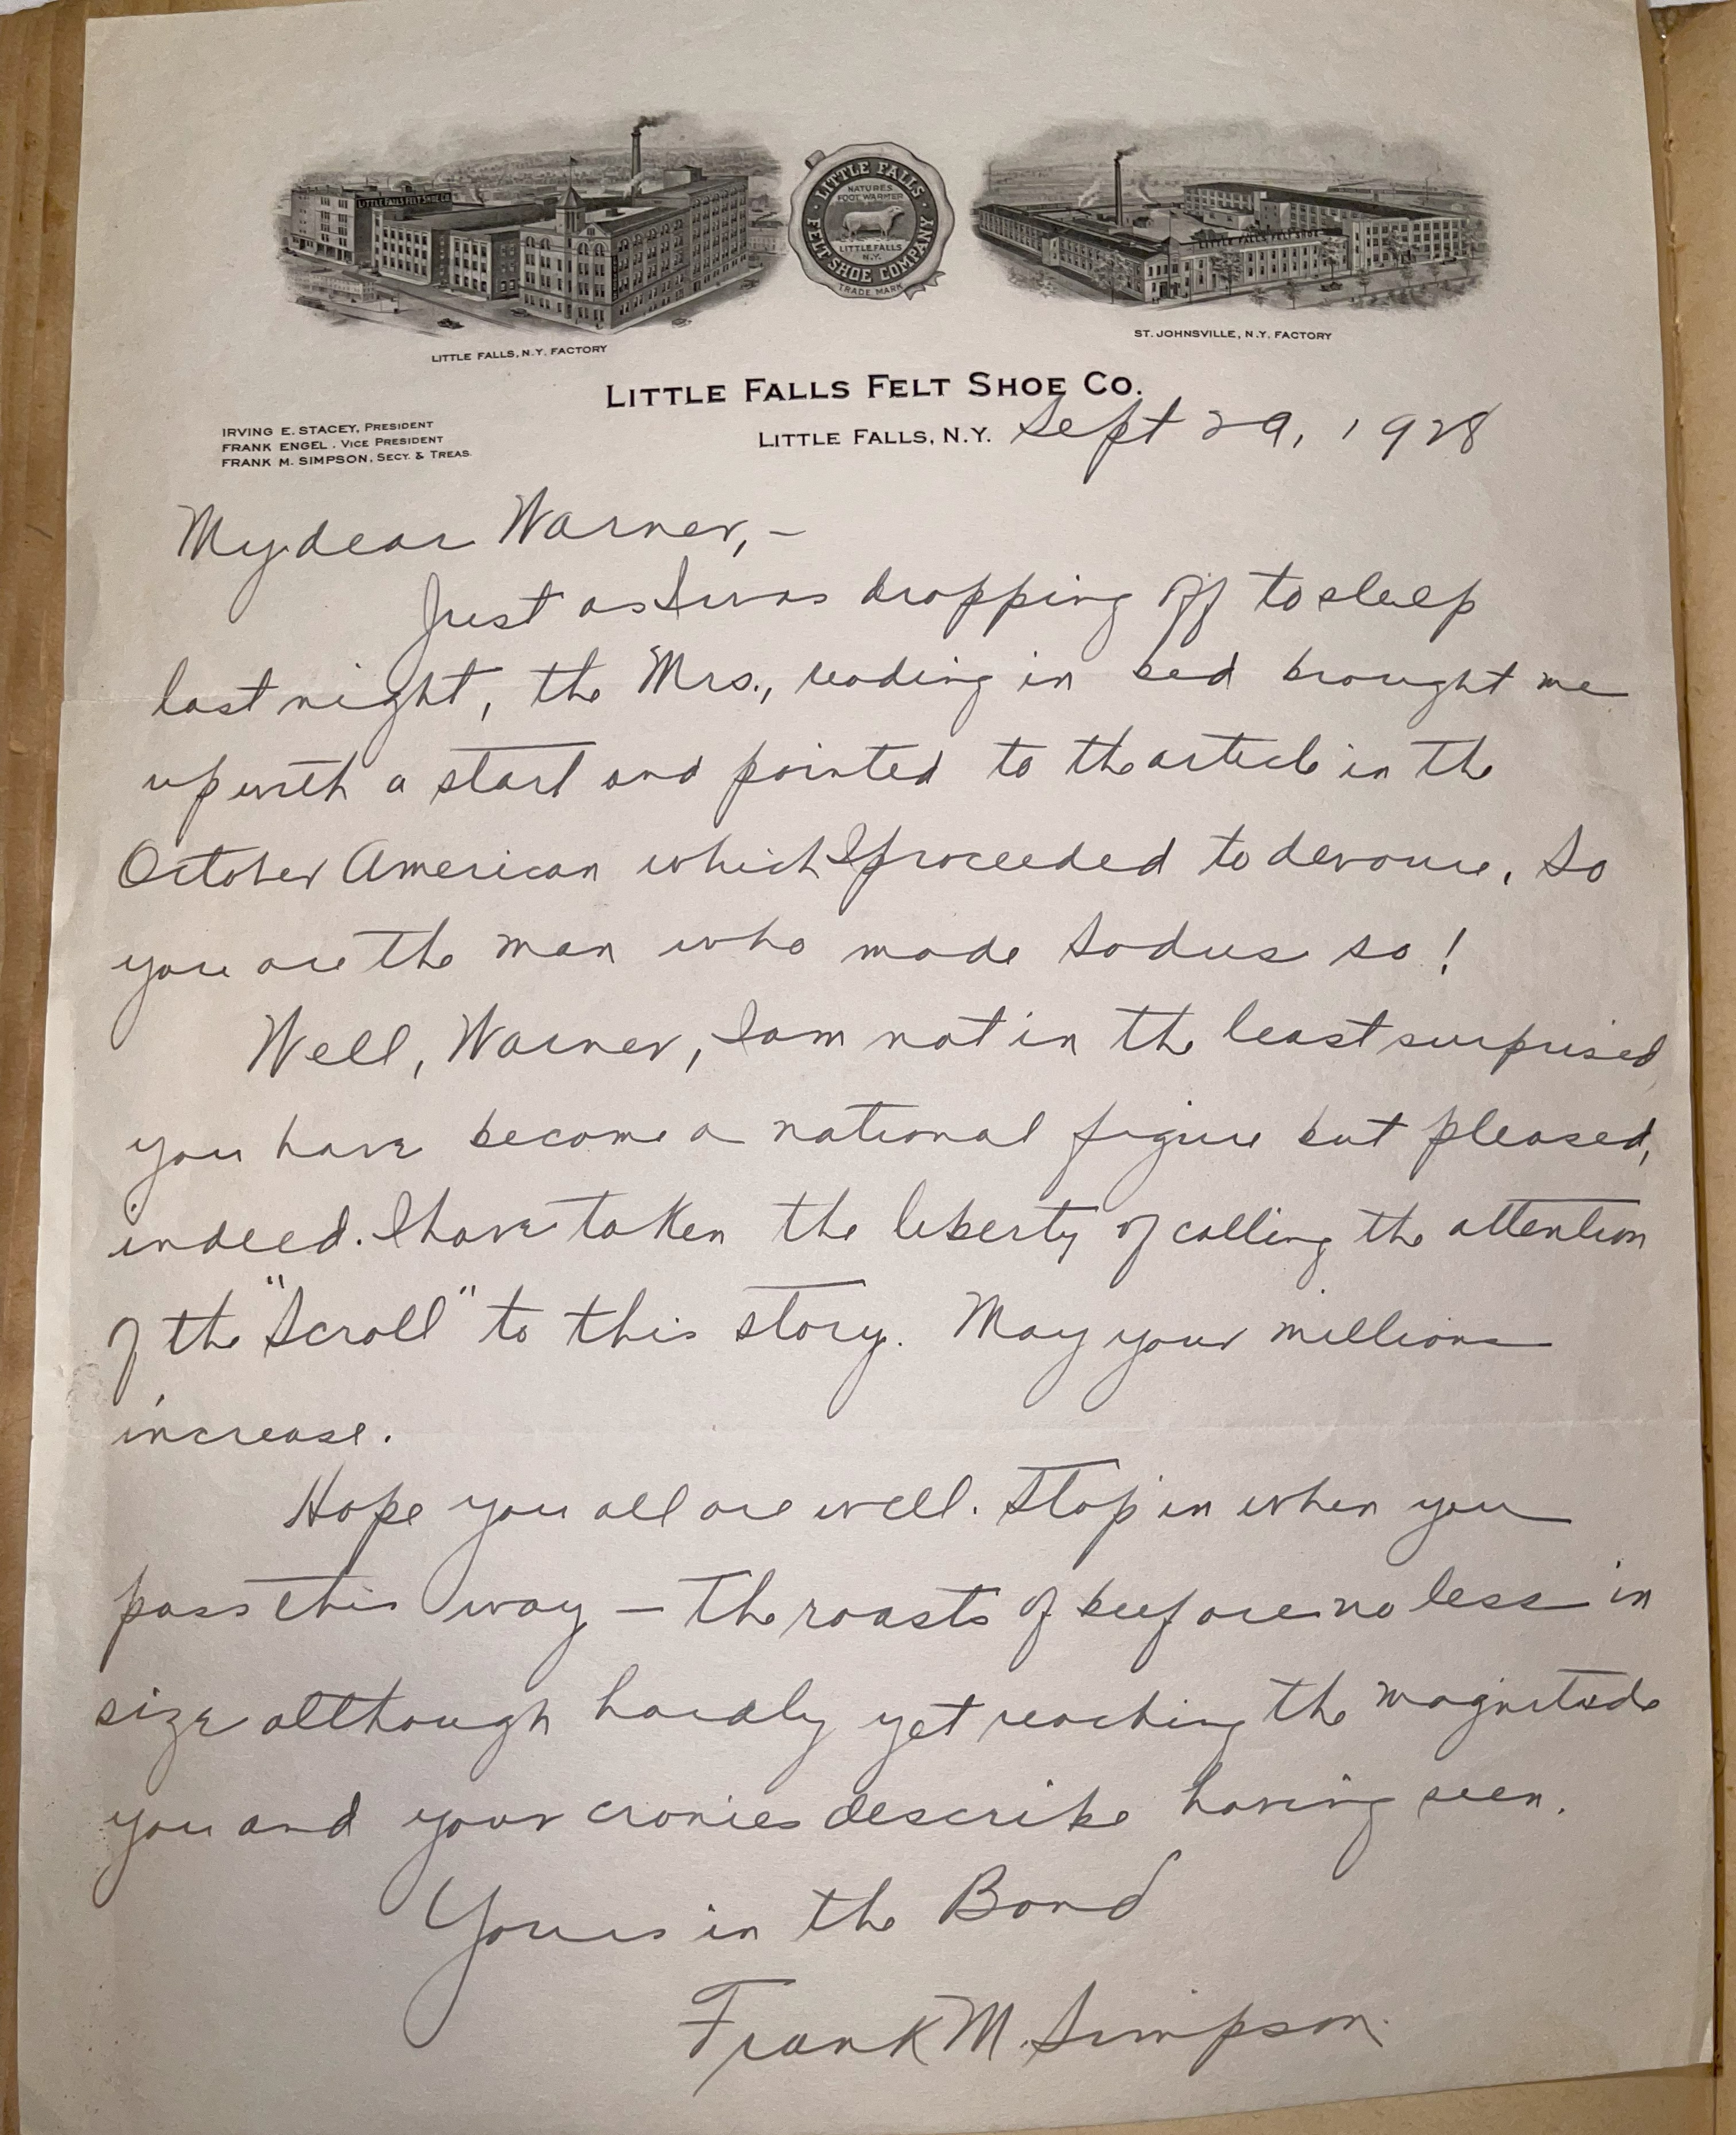 LITTLE FALLS FELT SHOE CO.
LITTLE FALLS FELT SHOE
LITTLE FALLS
NATURES
FOOT WARMER
LITTLE FALLS
N.Y.
FELT SHOE COMPANY
TRADE MARK
LITTLE FALLS, N.Y. FACTORY
ST. JOHNSVILLE, N.Y. FACTORY
LITTLE FALLS FELT SHOE CO.
IRVING E. STACEY, PRESIDENT
FRANK ENGEL, VICE PRESIDENT
FRANK M. SIMPSON, SECY. & TREAS.
LITTLE FALLS, N.Y. Sept 29, 1928
My dear Warner,-
Just as I was dropping off to sleep
last night, the Mrs., reading in bed brought me
up with a start and pointed to the article in the
October American which I proceeded to devour. So
you are the man who made Sodus so!
Well, Warner, I am not in the least surprised
you have become a national figure but pleased,
indeed. I have taken the liberty of calling the attention
of the "Scroll" to this story. May your millions
increase.
Hope you all are well. Stop in when you
pass this way — the roasts of beef are no less in
size although hardly yet reaching the magnitude
you and your cronies describe having seen.
Yours in the Bond
Frank M. Simpson.